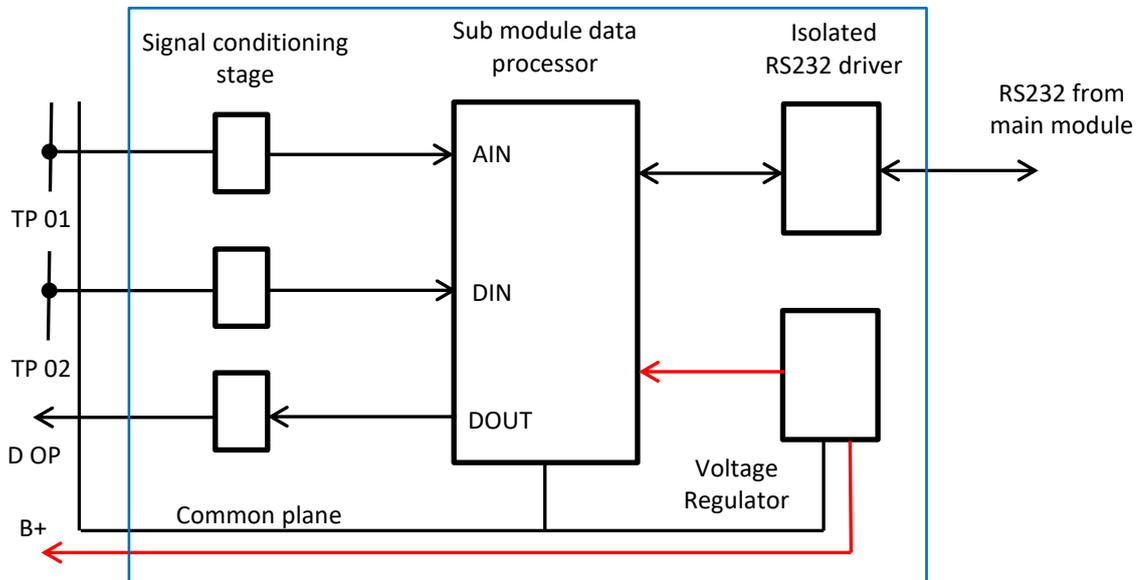 Signal conditioning
stage
Sub module data
processor
Isolated
RS232 driver
RS232 from
main module
AIN
TP 01
DIN
TP 02
DOUT
D OP
Voltage
Regulator
Common plane
B+